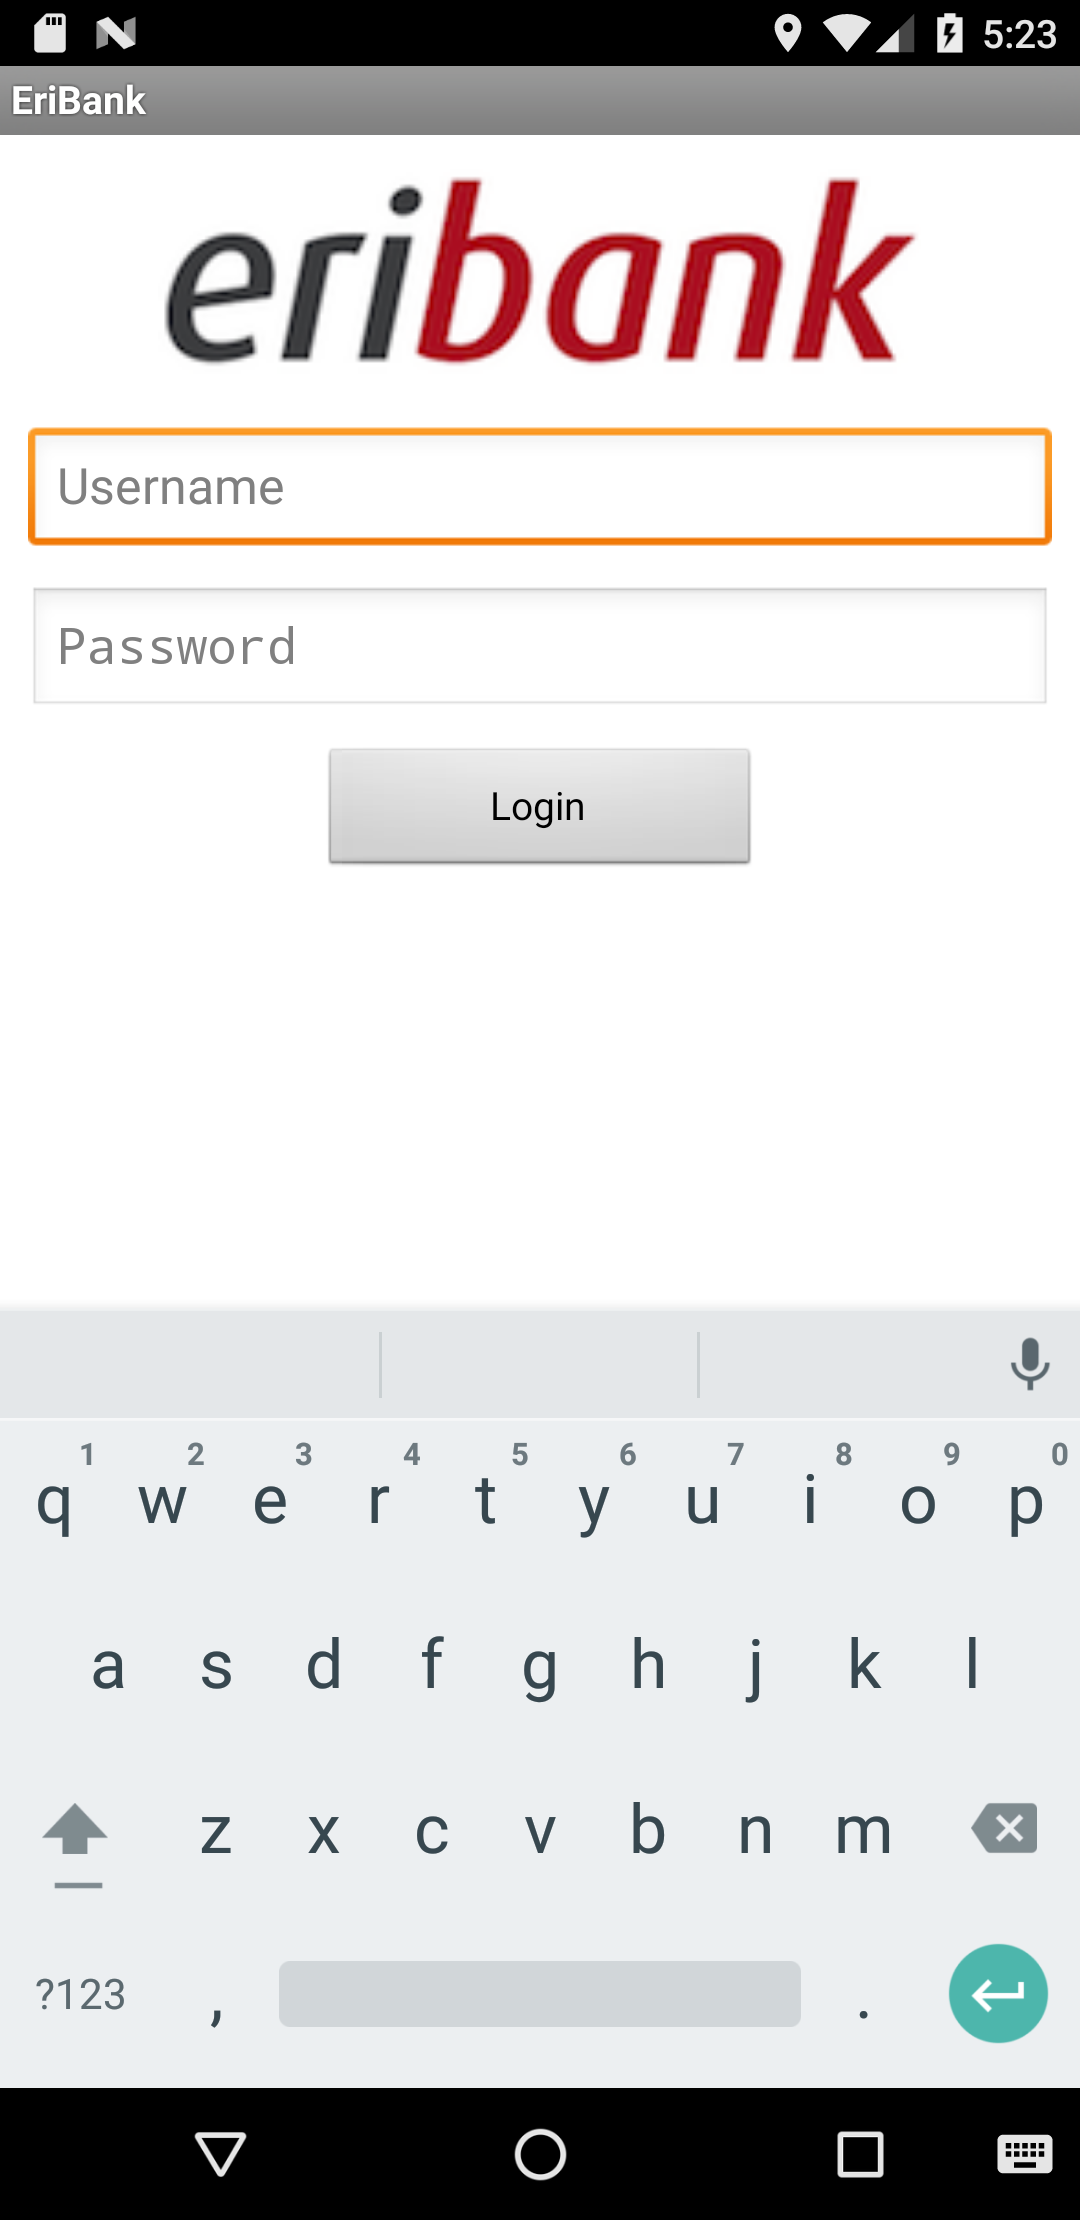 5:23
EriBank
eribank
Username
Password
Login
1 2 3 4 5 6 7 8 9 0
q w e r t y u i o p
a s d f g h j k l
z x c v b n m
?123 , .